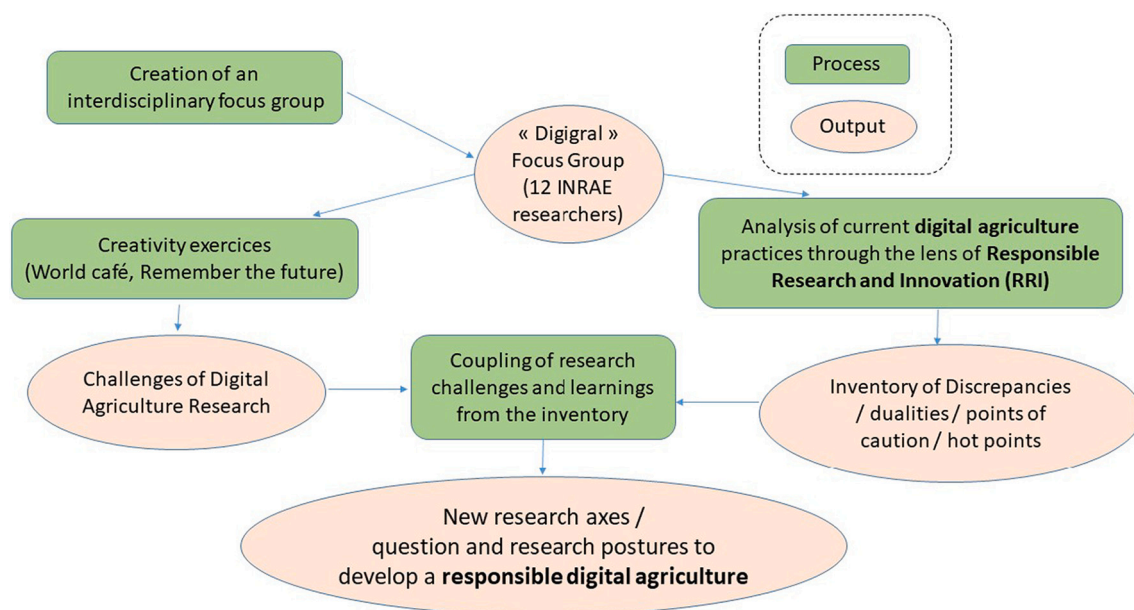 Creation of an
interdisciplinary focus group
Process
Output
« Digigral »
Focus Group
(12 INRAE
researchers)
Creativity exercices
(World café, Remember the future)
Analysis of current digital agriculture
practices through the lens of Responsible
Research and Innovation (RRI)
Challenges of Digital
Agriculture Research
Coupling of research
challenges and learnings
from the inventory
Inventory of Discrepancies
/ dualities / points of
caution / hot points
New research axes /
question and research postures to
develop a responsible digital agriculture